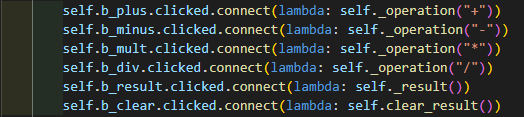 self.b_plus.clicked.connect(lambda: self._operation("+"))
self.b_minus.clicked.connect(lambda: self._operation("-"))
self.b_mult.clicked.connect(lambda: self._operation("*"))
self.b_div.clicked.connect(lambda: self._operation("/"))
self.b_result.clicked.connect(lambda: self._result())
self.b_clear.clicked.connect(lambda: self.clear_result())